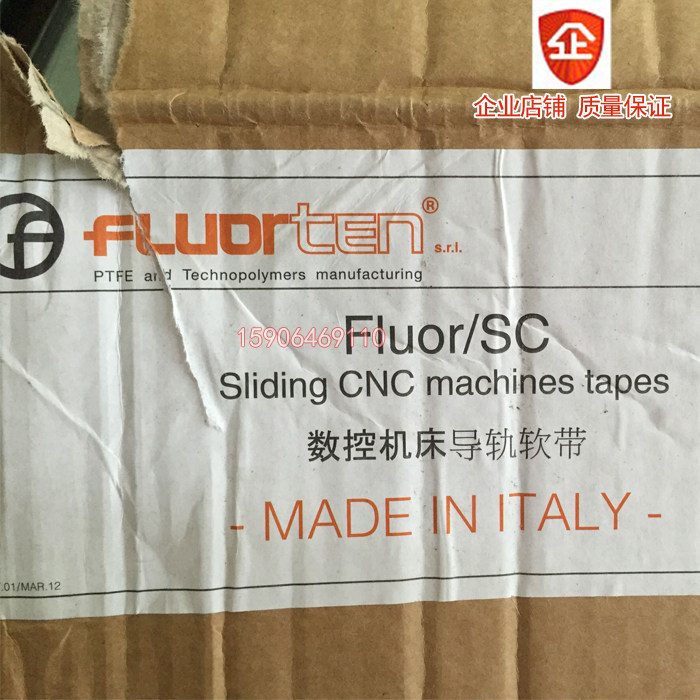 企
企业店铺 质量保证
FLUORTEN® s.r.l.
PTFE and Technopolymers manufacturing
15906469110
Fluor/SC
Sliding CNC machines tapes
数控机床导轨软带
- MADE IN ITALY -
.01/MAR.12